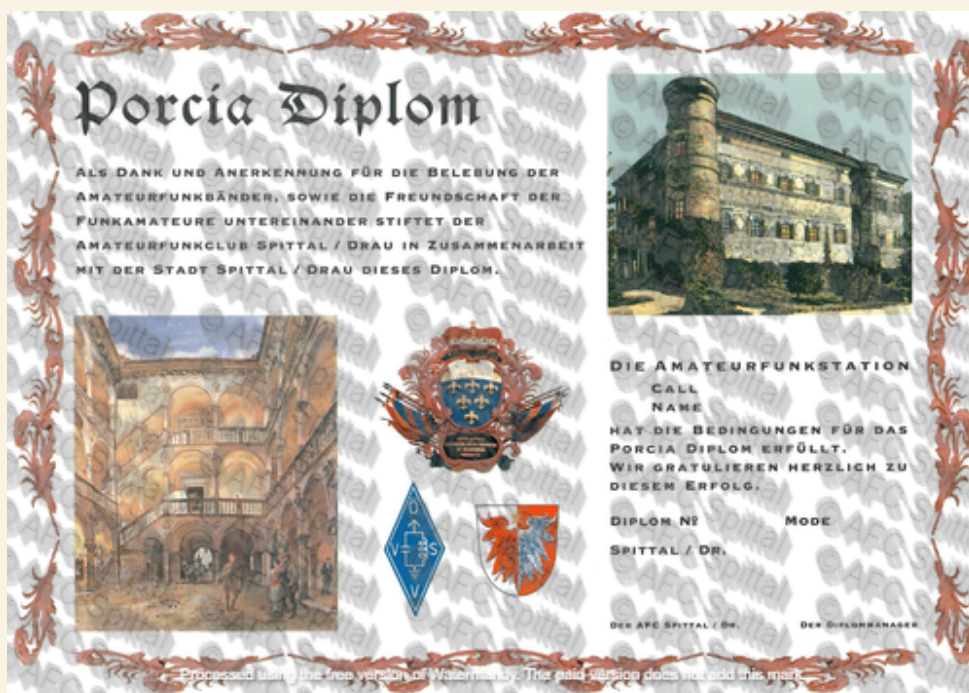 Porcia Diplom
Als Dank und Anerkennung für die Belebung der
Amateurfunkbänder, sowie die Freundschaft der
Funkamateure untereinander stiftet der
Amateurfunkclub Spittal / Drau in Zusammenarbeit
mit der Stadt Spittal / Drau dieses Diplom.
Die Amateurfunkstation
Call
Name
hat die Bedingungen für das
Porcia Diplom erfüllt.
Wir gratulieren herzlich zu
diesem Erfolg.
Diplom Nº Mode
Spittal / Dr.
Der AFC Spittal / Dr. Der Diplommanager
Ö
V S
V
© AFC Spittal
Processed using the free version of Watermarkly. The paid version does not add this mark.